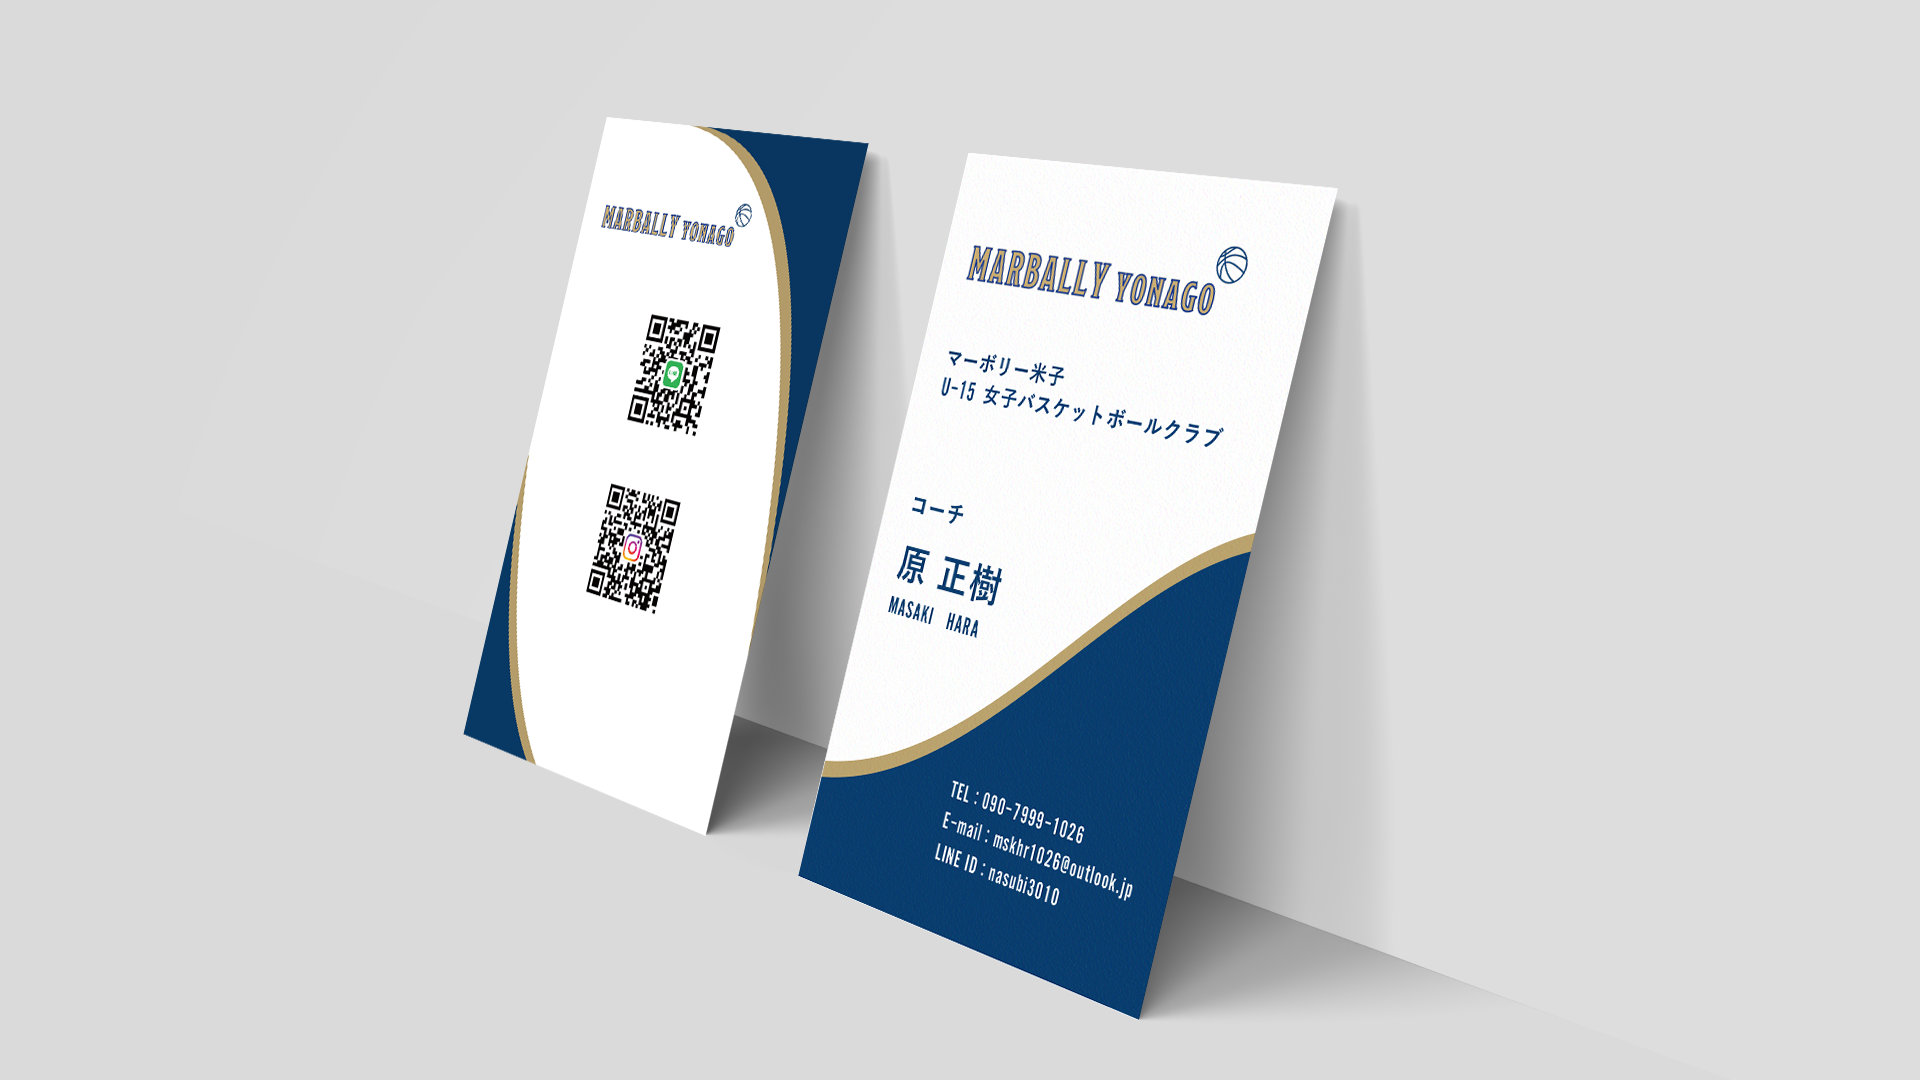 MARBALLY YONAGO
MARBALLY YONAGO
マーボリー米子
U-15 女子バスケットボールクラブ
コーチ
原 正樹
MASAKI HARA
TEL : 090-7999-1026
E-mail : mskhr1026@outlook.jp
LINE ID : nasubi3010